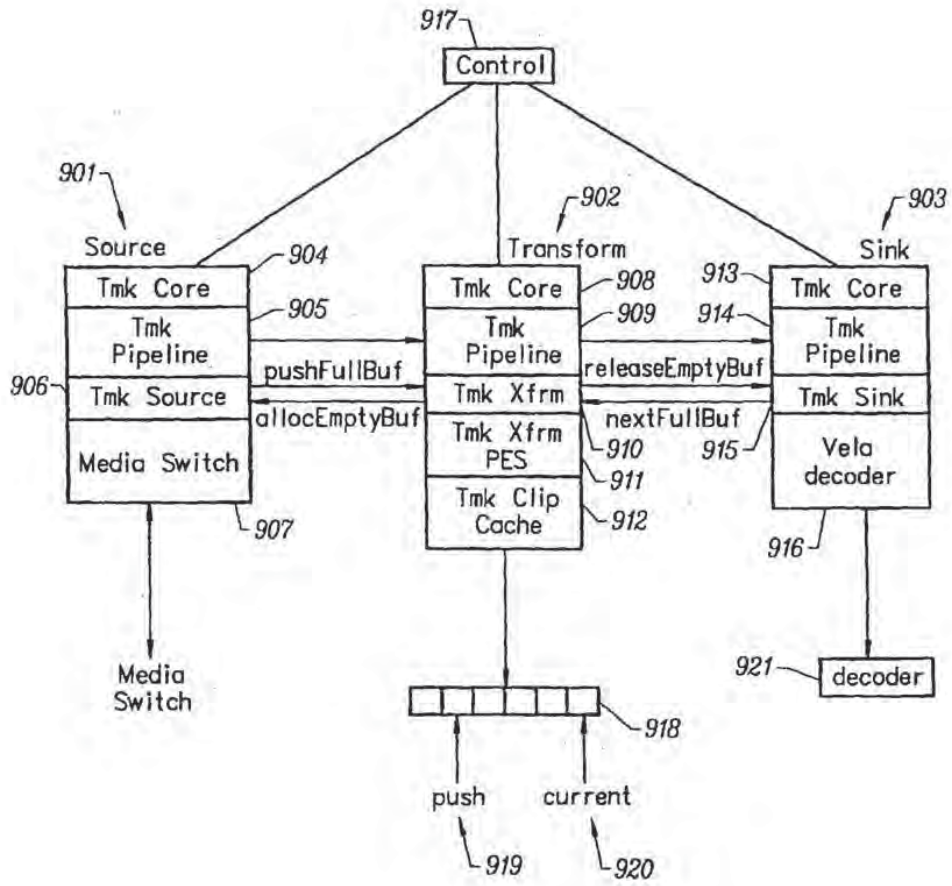 917
Control
901
902
903
Source
904
Transform
Sink
Tmk Core
905
Tmk Pipeline
906
Tmk Source
Media Switch
907
pushFullBuf
allocEmptyBuf
Tmk Core
908
Tmk Pipeline
909
Tmk Xfrm
910
Tmk Xfrm PES
911
Tmk Clip Cache
912
releaseEmptyBuf
nextFullBuf
913
Tmk Core
914
Tmk Pipeline
Tmk Sink
915
Vela decoder
916
Media Switch
921
decoder
918
push
current
919
920